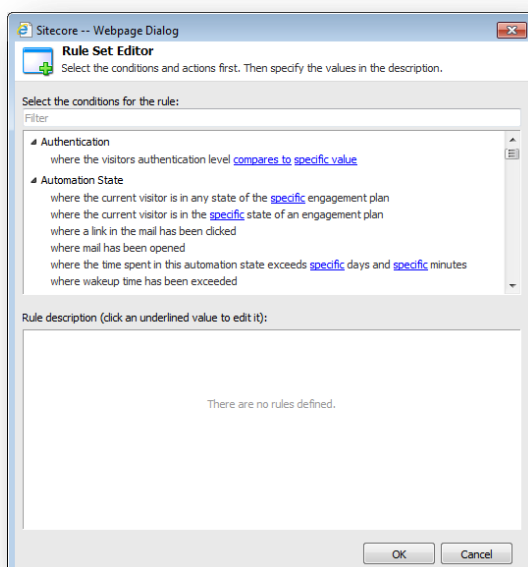 Sitecore -- Webpage Dialog
Rule Set Editor
Select the conditions and actions first. Then specify the values in the description.
Select the conditions for the rule:
Filter
Authentication
where the visitors authentication level compares to specific value
Automation State
where the current visitor is in any state of the specific engagement plan
where the current visitor is in the specific state of an engagement plan
where a link in the mail has been clicked
where mail has been opened
where the time spent in this automation state exceeds specific days and specific minutes
where wakeup time has been exceeded
Rule description (click an underlined value to edit it):
There are no rules defined.
OK
Cancel